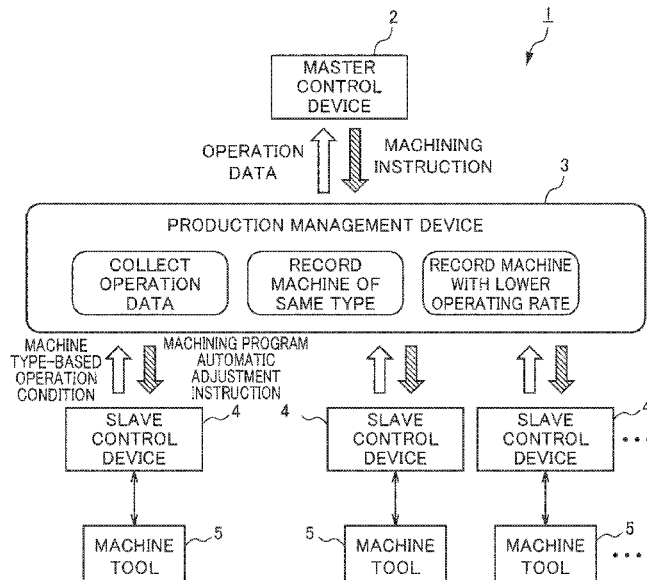 2
1
MASTER
CONTROL
DEVICE
OPERATION
DATA
MACHINING
INSTRUCTION
3
PRODUCTION MANAGEMENT DEVICE
COLLECT
OPERATION
DATA
RECORD
MACHINE OF
SAME TYPE
RECORD MACHINE
WITH LOWER
OPERATING RATE
MACHINE
TYPE-BASED
OPERATION
CONDITION
MACHINING PROGRAM
AUTOMATIC
ADJUSTMENT
INSTRUCTION
4
SLAVE
CONTROL
DEVICE
4
SLAVE
CONTROL
DEVICE
4
SLAVE
CONTROL
DEVICE
...
5
MACHINE
TOOL
5
MACHINE
TOOL
5
MACHINE
TOOL
....